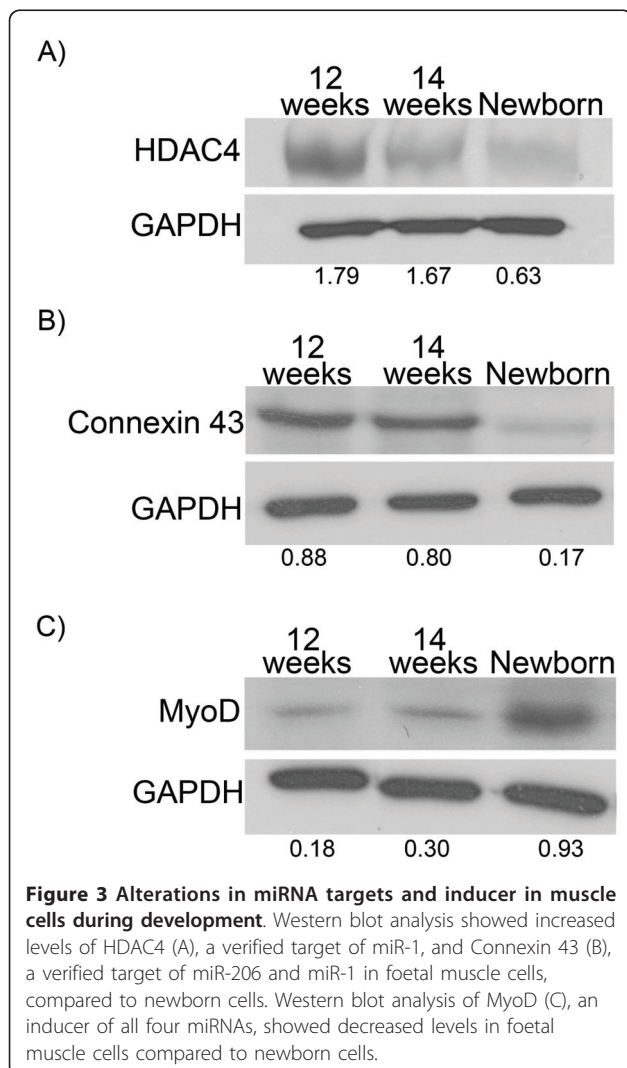 A)
12 weeks 14 weeks Newborn
HDAC4
GAPDH
1.79 1.67 0.63
B)
12 weeks 14 weeks Newborn
Connexin 43
GAPDH
0.88 0.80 0.17
C)
12 weeks 14 weeks Newborn
MyoD
GAPDH
0.18 0.30 0.93
Figure 3 Alterations in miRNA targets and inducer in muscle
cells during development. Western blot analysis showed increased
levels of HDAC4 (A), a verified target of miR-1, and Connexin 43 (B),
a verified target of miR-206 and miR-1 in foetal muscle cells,
compared to newborn cells. Western blot analysis of MyoD (C), an
inducer of all four miRNAs, showed decreased levels in foetal
muscle cells compared to newborn cells.